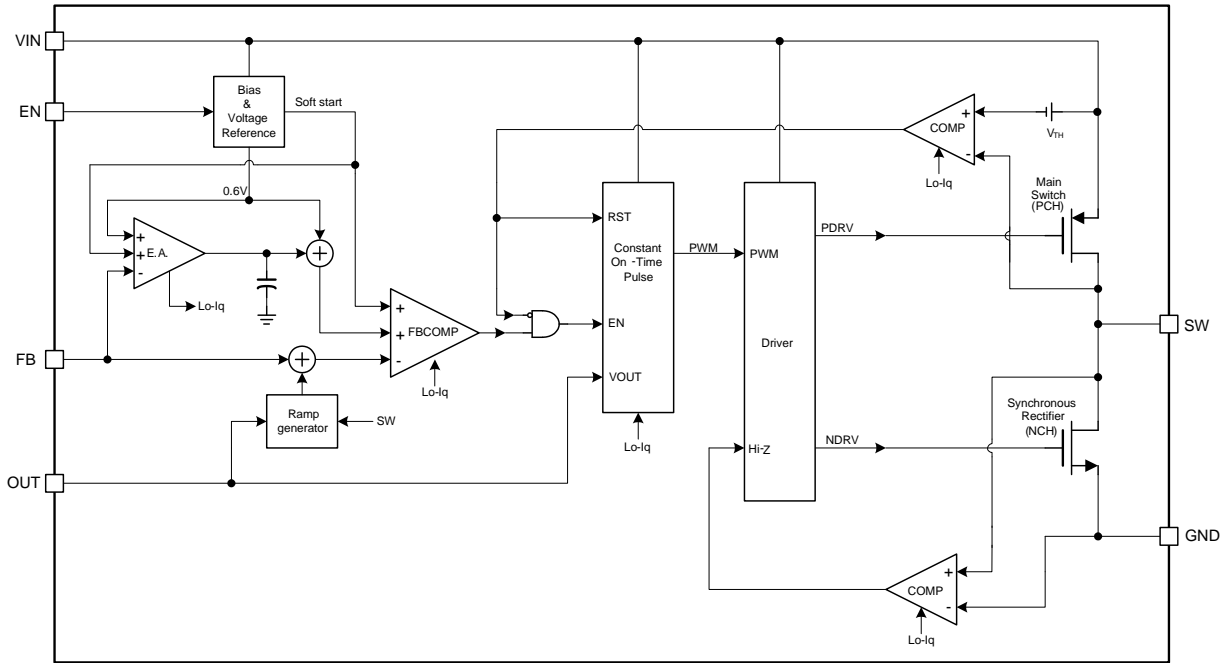 VIN
EN
Bias
&
Voltage
Reference
Soft start
0.6V
+
+
-
E.A.
Lo-Iq
+
FB
+
Ramp
generator
SW
OUT
+
+
-
FBCOMP
Lo-Iq
RST
Constant
On -Time
Pulse
EN
VOUT
Lo-Iq
PWM
PWM
Driver
Hi-Z
PDRV
NDRV
COMP
+
-
Lo-Iq
VTH
Main
Switch
(PCH)
SW
Synchronous
Rectifier
(NCH)
GND
COMP
+
-
Lo-Iq